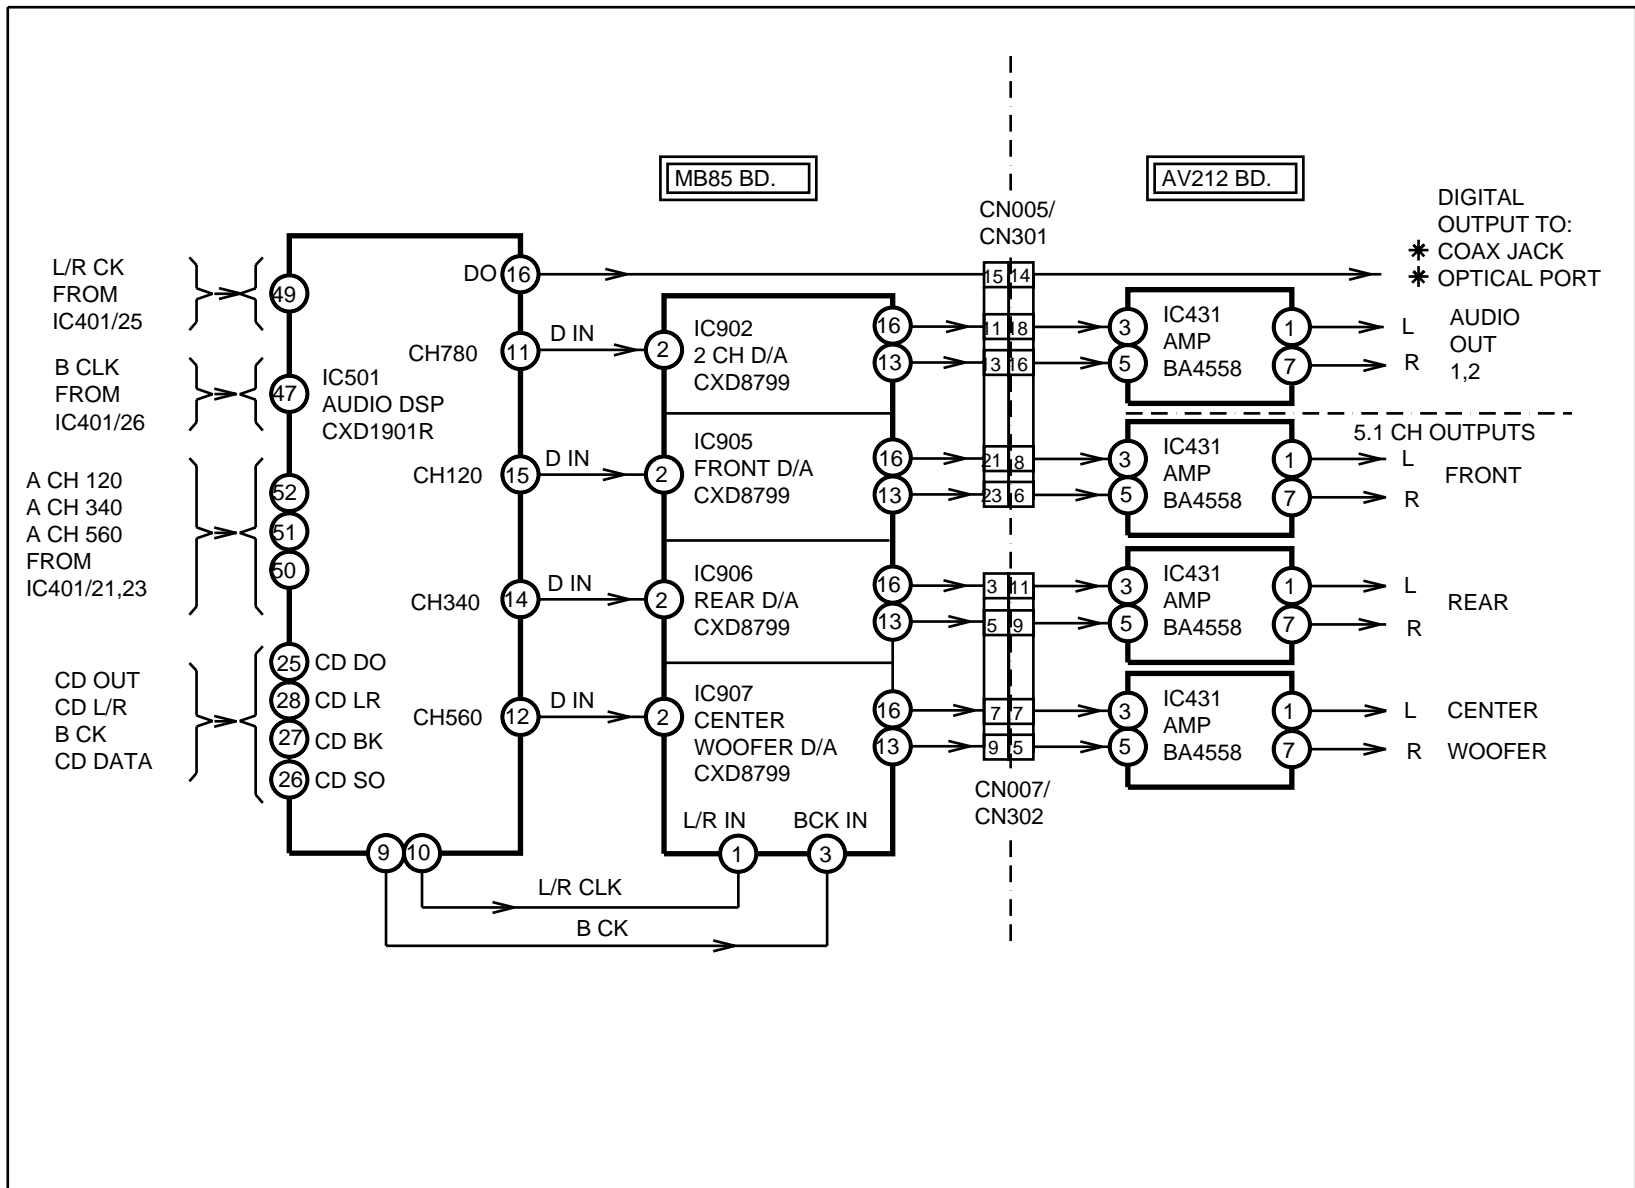 MB85 BD.
AV212 BD.
CN005/
CN301
DIGITAL
OUTPUT TO:
* COAX JACK
* OPTICAL PORT
L/R CK
FROM
IC401/25
49
B CLK
FROM
IC401/26
47
A CH 120
A CH 340
A CH 560
FROM
IC401/21,23
52
51
50
CD OUT
CD L/R
B CK
CD DATA
25 CD DO
28 CD LR
27 CD BK
26 CD SO
IC501
AUDIO DSP
CXD1901R
DO 16
CH780 11 D IN
CH120 15 D IN
CH340 14 D IN
CH560 12 D IN
9 10
L/R CLK
B CK
2
IC902
2 CH D/A
CXD8799
16
13
2
IC905
FRONT D/A
CXD8799
16
13
2
IC906
REAR D/A
CXD8799
16
13
2
IC907
CENTER
WOOFER D/A
CXD8799
16
13
L/R IN BCK IN
1 3
15 14
11 18
13 16
21 8
23 6
3 11
5 9
7 7
9 5
CN007/
CN302
3
5
IC431
AMP
BA4558
1
7
L
R
AUDIO
OUT
1,2
5.1 CH OUTPUTS
3
5
IC431
AMP
BA4558
1
7
L
R
FRONT
3
5
IC431
AMP
BA4558
1
7
L
R
REAR
3
5
IC431
AMP
BA4558
1
7
L CENTER
R WOOFER